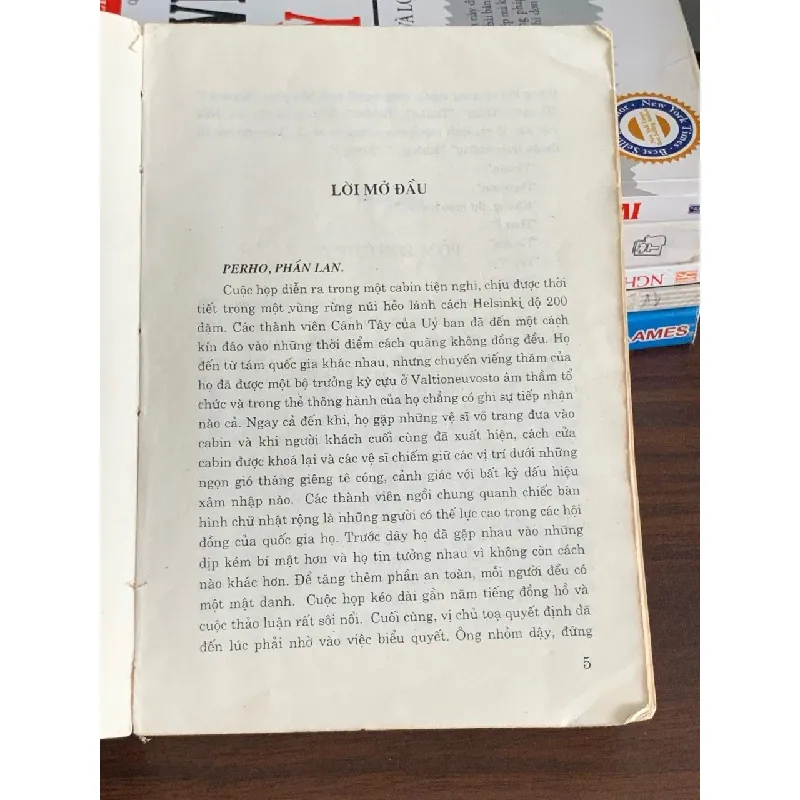 LỜI MỞ ĐẦU
PERHO, PHẦN LAN.
Cuộc họp diễn ra trong một cabin tiện nghi, chịu được thời
tiết trong một vùng rừng núi hẻo lánh cách Helsinki độ 200
dặm. Các thành viên Cánh Tây của Uỷ ban đã đến một cách
kín đáo vào những thời điểm cách quãng không đồng đều. Họ
đến từ tám quốc gia khác nhau, nhưng chuyến viếng thăm của
họ đã được một bộ trưởng kỳ cựu ở Valtioneuvosto âm thầm tổ
chức và trong thẻ thông hành của họ chẳng có ghi sự tiếp nhận
nào cả. Ngay cả đến khi, họ gặp những vệ sĩ võ trang đưa vào
cabin và khi người khách cuối cùng đã xuất hiện, cách cửa
cabin được khoá lại và các vệ sĩ chiếm giữ các vị trí dưới những
ngọn gió tháng giêng tê cóng, cảnh giác với bất kỳ dấu hiệu
xâm nhập nào. Các thành viên ngồi chung quanh chiếc bàn
hình chữ nhật rộng là những người có thế lực cao trong các hội
đồng của quốc gia họ. Trước đây họ đã gặp nhau vào những
dịp kém bí mật hơn và họ tin tưởng nhau vì không còn cách
nào khác hơn. Để tăng thêm phần an toàn, mỗi người đều có
một mật danh. Cuộc họp kéo dài gần năm tiếng đồng hồ và
cuộc thảo luận rất sôi nổi. Cuối cùng, vị chủ toạ quyết định đã
đến lúc phải nhờ vào việc biểu quyết. Ông nhỏm dậy, đứng
5
New York Times
Best Sell
NGH
AMES